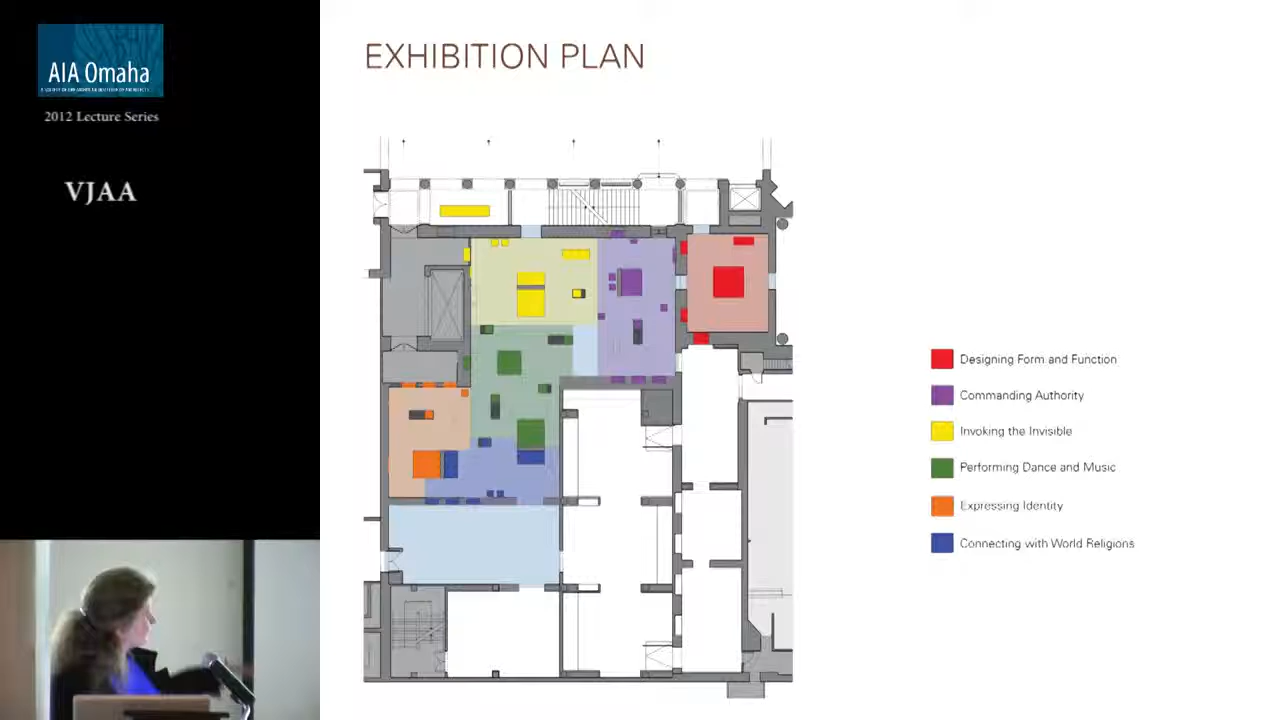 AIA Omaha
2012 Lecture Series
VJAA
EXHIBITION PLAN
Designing Form and Function
Commanding Authority
Invoking the Invisible
Performing Dance and Music
Expressing Identity
Connecting with World Religions